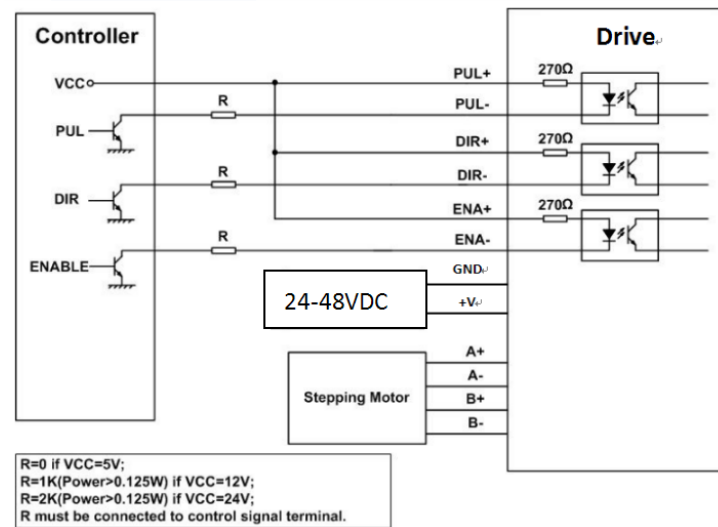 Controller
Drive
VCC
PUL+
270Ω
R
PUL-
PUL
DIR+
270Ω
R
DIR-
DIR
ENA+
270Ω
R
ENA-
ENABLE
GND
24-48VDC
+V
A+
A-
Stepping Motor
B+
B-
R=0 if VCC=5V;
R=1K(Power>0.125W) if VCC=12V;
R=2K(Power>0.125W) if VCC=24V;
R must be connected to control signal terminal.